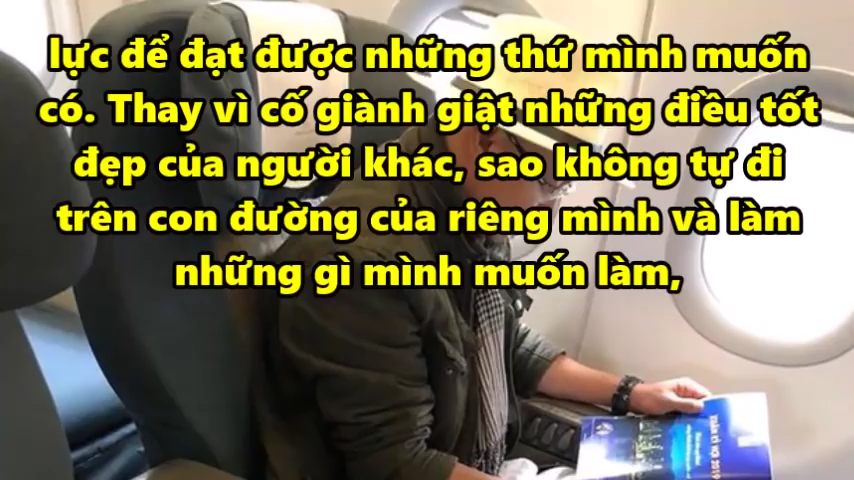 lực để đạt được những thứ mình muốn
có. Thay vì cố giành giật những điều tốt
đẹp của người khác, sao không tự đi
trên con đường của riêng mình và làm
những gì mình muốn làm,